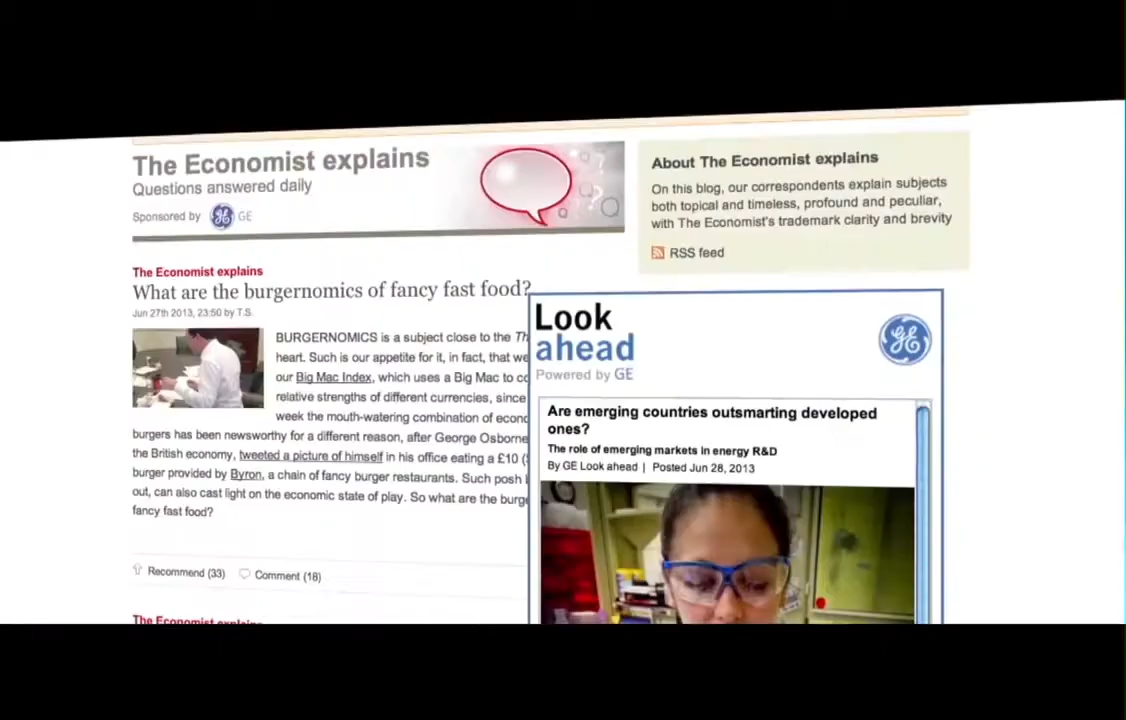 The Economist explains
Questions answered daily
Sponsored by GE
About The Economist explains
On this blog, our correspondents explain subjects
both topical and timeless, profound and peculiar,
with The Economist's trademark clarity and brevity
RSS feed
The Economist explains
What are the burgernomics of fancy fast food?
Jun 27th 2013, 23:50 by T.S.
BURGERNOMICS is a subject close to the
heart. Such is our appetite for it, in fact, that we
our Big Mac Index, which uses a Big Mac to
relative strengths of different currencies, since
week the mouth-watering combination of
burgers has been newsworthy for a different reason, after George Osborne
the British economy, tweeted a picture of himself in his office eating a £10
burger provided by Byron, a chain of fancy burger restaurants. Such posh
out, can also cast light on the economic state of play. So what are the
fancy fast food?
Recommend (33) Comment (18)
The Economist explains
Look
ahead
Powered by GE
Are emerging countries outsmarting developed
ones?
The role of emerging markets in energy R&D
By GE Look ahead | Posted Jun 28, 2013